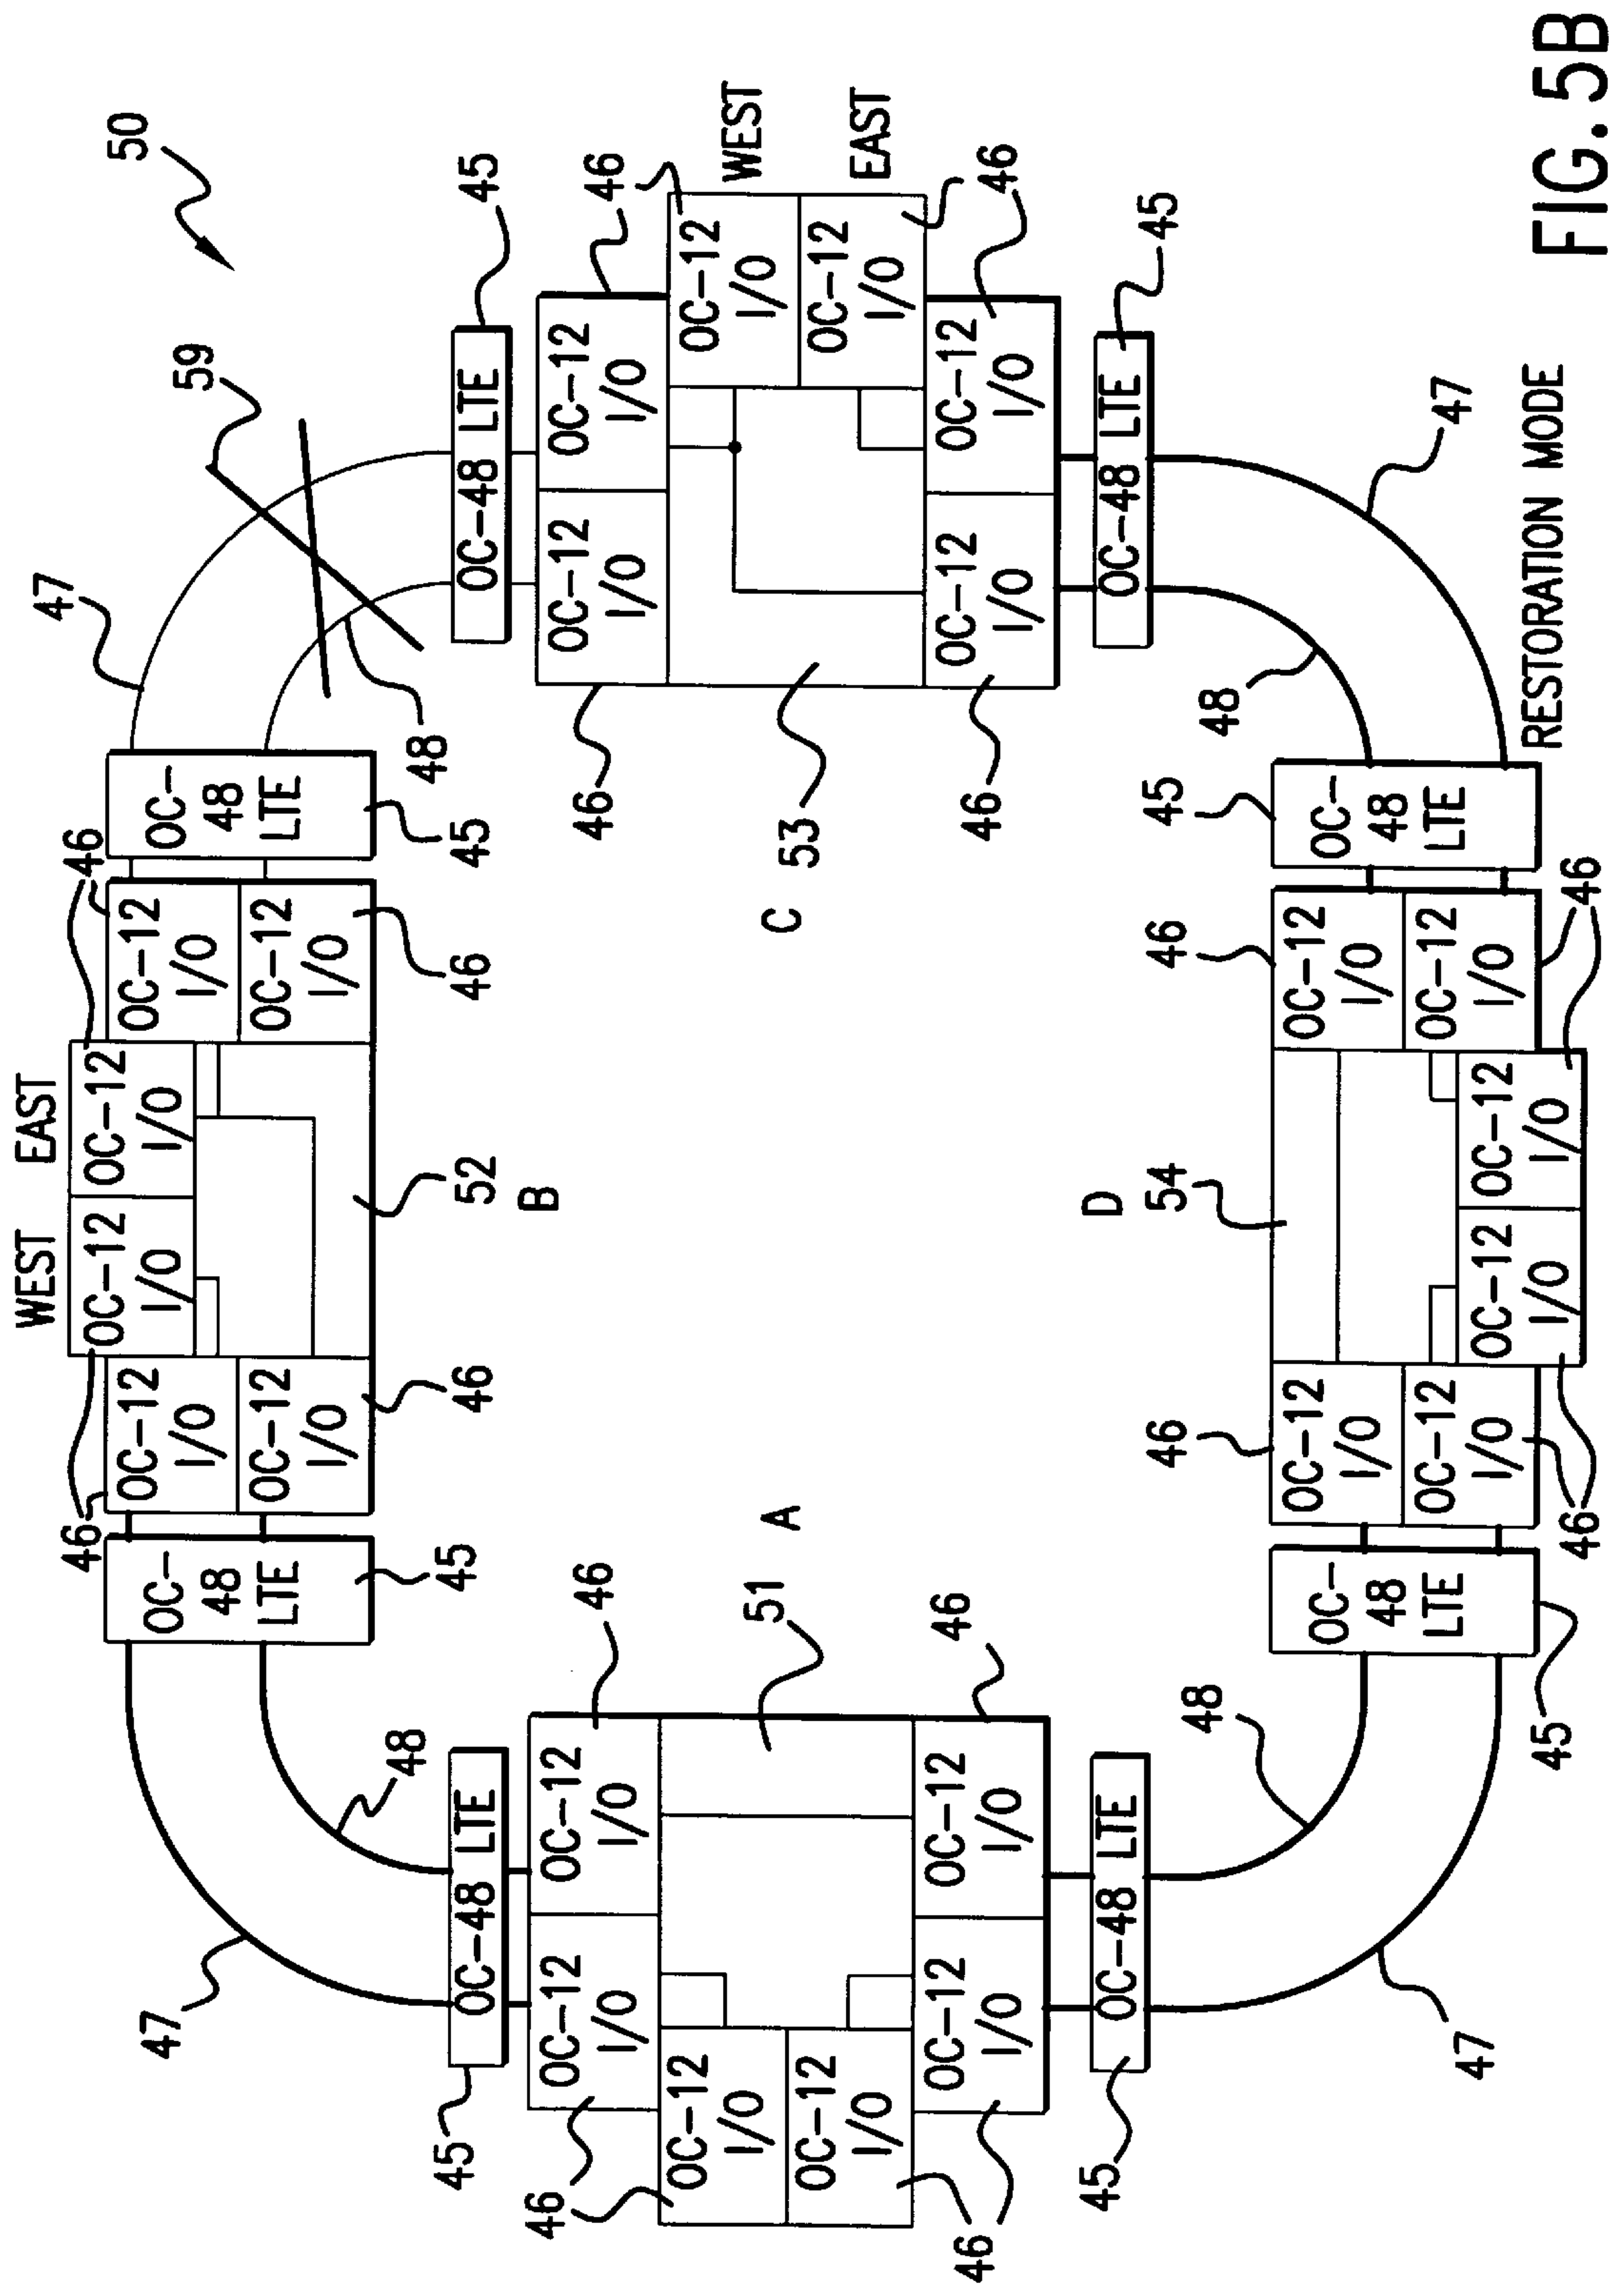 WEST EAST
50
46
46
OC-12
I/O
OC-12
I/O
47
47
59
OC-
48
LTE
OC-12
I/O
OC-12
I/O
OC-12
I/O
OC-12
I/O
OC-
48
LTE
48
45
46
52
46
45
48
B
45
OC-48 LTE
OC-48 LTE
45
46
46
46
46
OC-12
I/O
OC-12
I/O
OC-12
I/O
OC-12
I/O
OC-12
I/O
OC-12
I/O
WEST
51
A
C
53
OC-12
I/O
OC-12
I/O
EAST
OC-12
I/O
OC-12
I/O
OC-12
I/O
OC-12
I/O
46
46
46
46
45
OC-48 LTE
D
OC-48 LTE
45
48
46
54
46
45
48
OC-
48
LTE
OC-12
I/O
OC-12
I/O
OC-12
I/O
OC-12
I/O
OC-
48
LTE
47
47
OC-12
I/O
OC-12
I/O
45
46
46
RESTORATION MODE
FIG. 5B